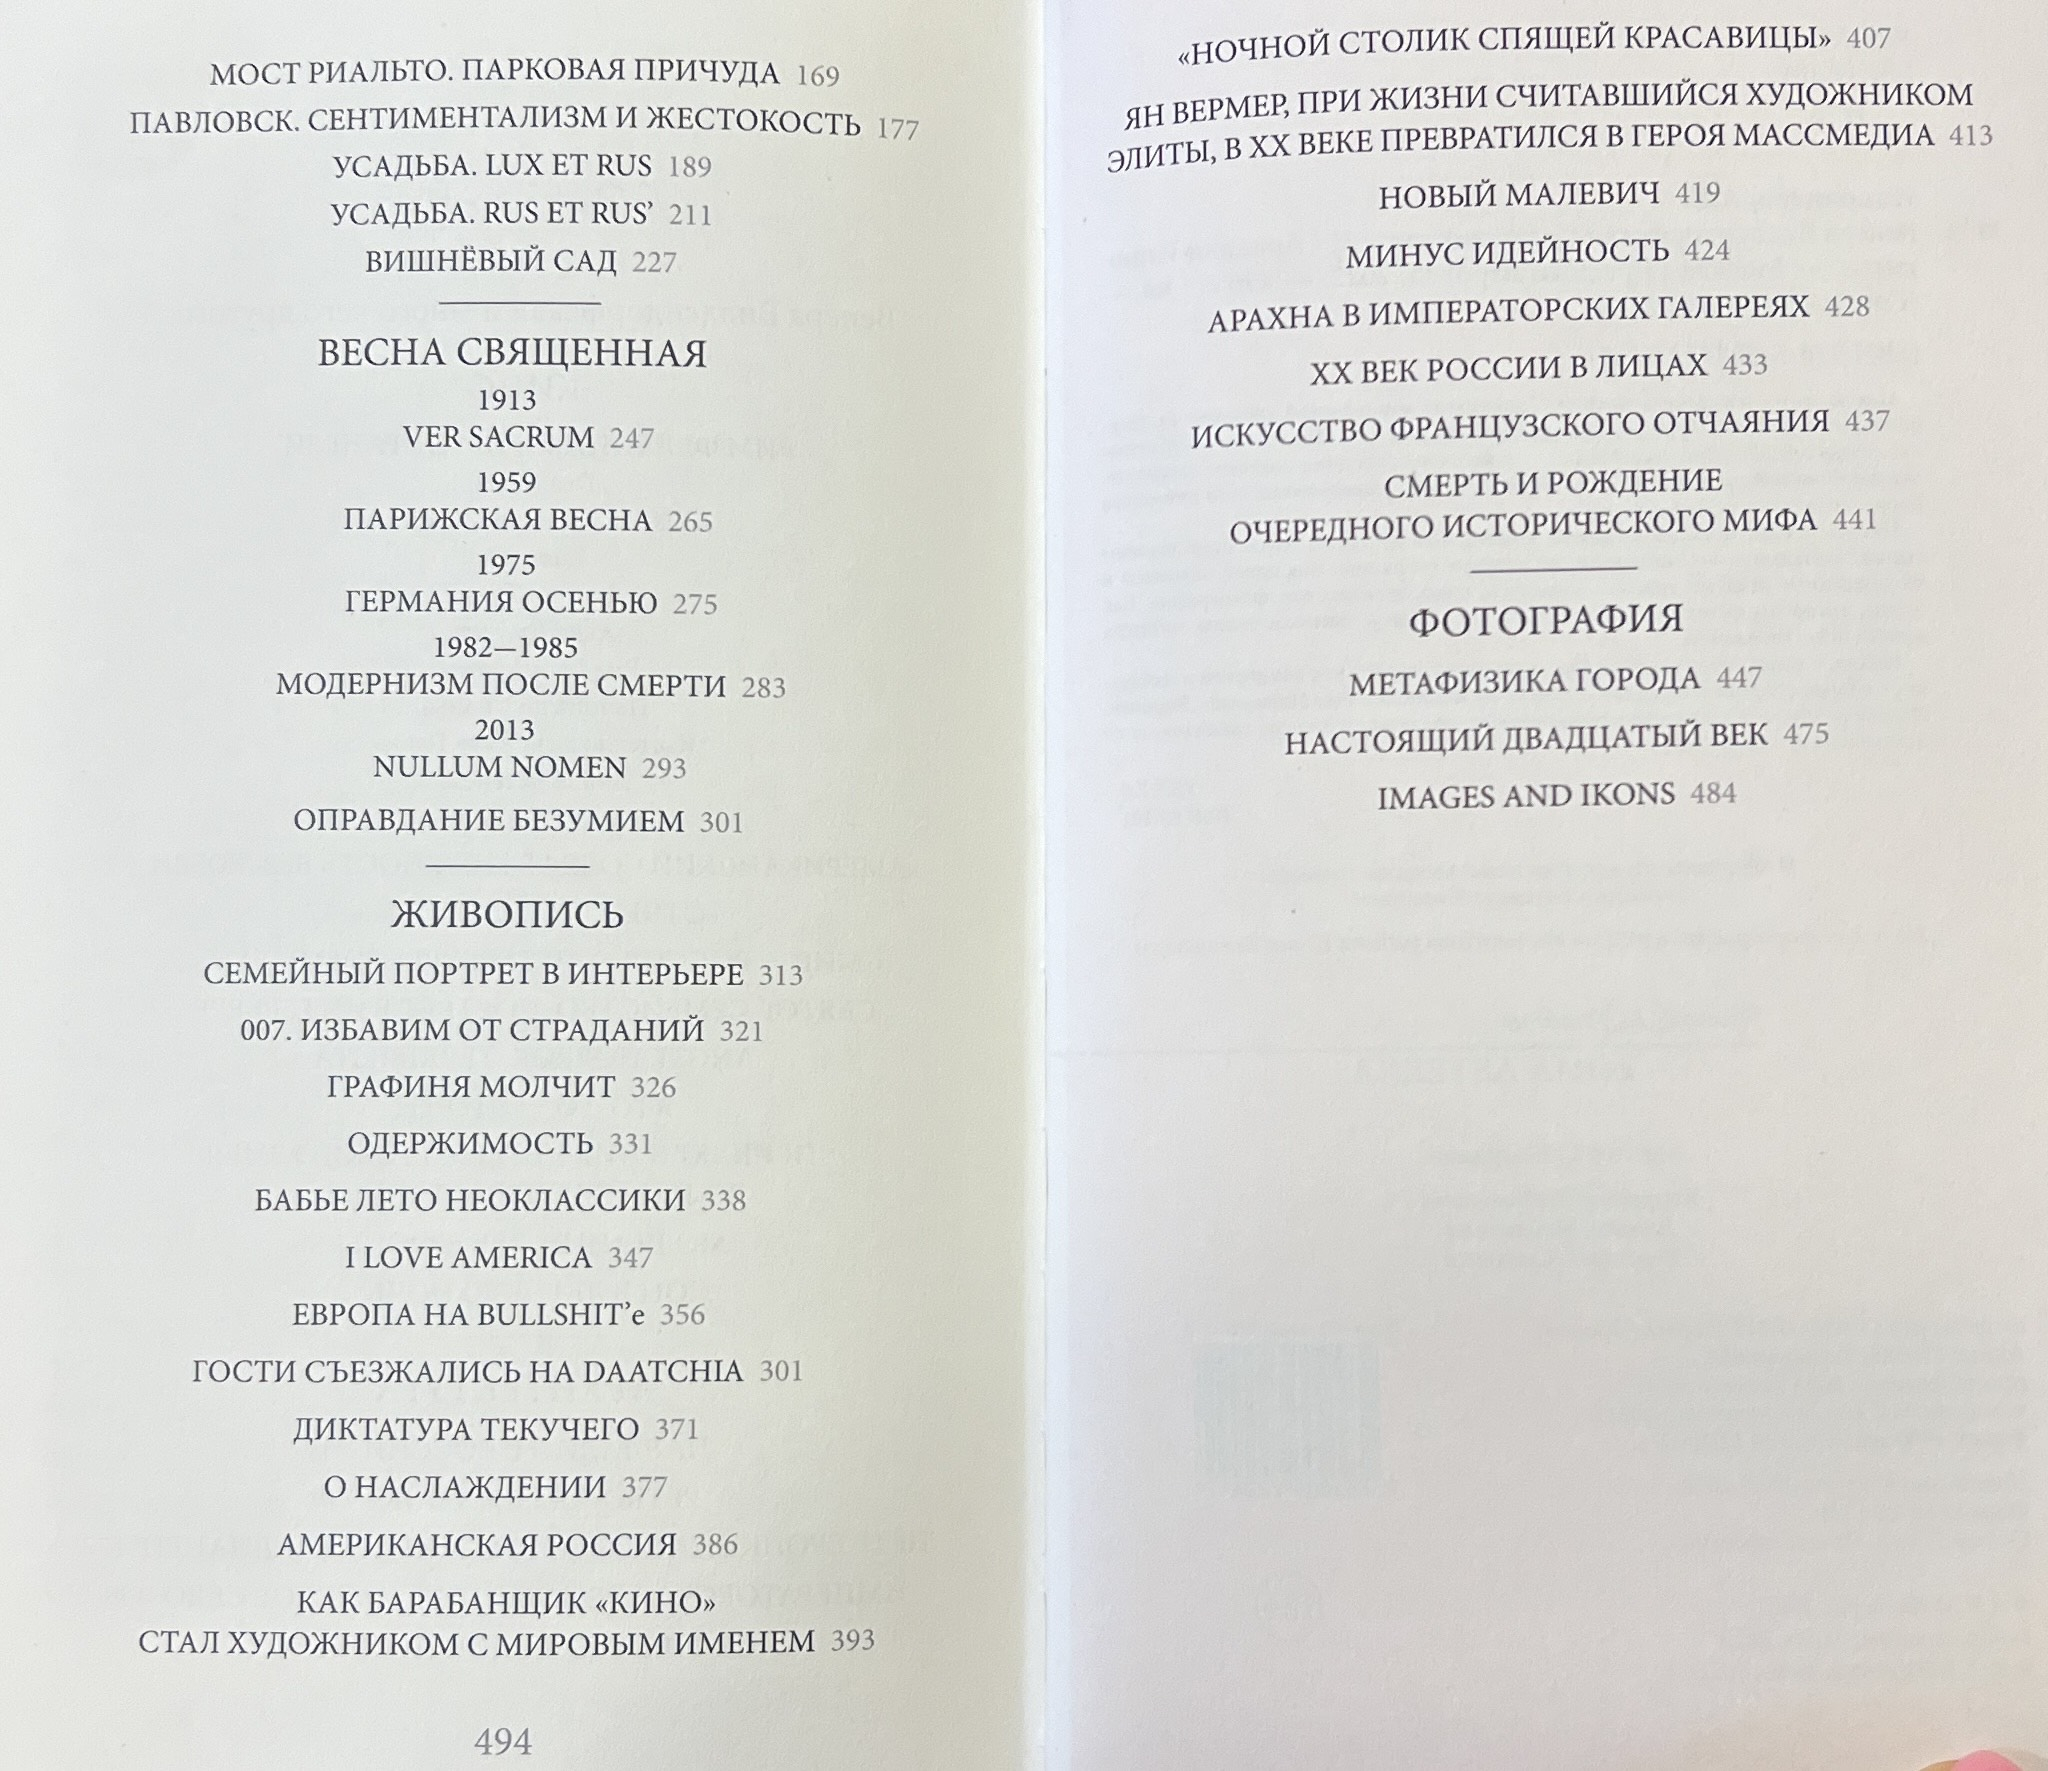 МОСТ РИАЛЬТО. ПАРКОВАЯ ПРИЧУДА 169
ПАВЛОВСК. СЕНТИМЕНТАЛИЗМ И ЖЕСТОКОСТЬ 177
УСАДЬБА. LUX ET RUS 189
УСАДЬБА. RUS ET RUS’ 211
ВИШНЁВЫЙ САД 227
ВЕСНА СВЯЩЕННАЯ
1913
VER SACRUM 247
1959
ПАРИЖСКАЯ ВЕСНА 265
1975
ГЕРМАНИЯ ОСЕНЬЮ 275
1982—1985
МОДЕРНИЗМ ПОСЛЕ СМЕРТИ 283
2013
NULLUM NOMEN 293
ОПРАВДАНИЕ БЕЗУМИЕМ 301
ЖИВОПИСЬ
СЕМЕЙНЫЙ ПОРТРЕТ В ИНТЕРЬЕРЕ 313
007. ИЗБАВИМ ОТ СТРАДАНИЙ 321
ГРАФИНЯ МОЛЧИТ 326
ОДЕРЖИМОСТЬ 331
БАБЬЕ ЛЕТО НЕОКЛАССИКИ 338
I LOVE AMERICA 347
ЕВРОПА НА BULLSHIT’е 356
ГОСТИ СЪЕЗЖАЛИСЬ НА DAATCHIA 301
ДИКТАТУРА ТЕКУЧЕГО 371
О НАСЛАЖДЕНИИ 377
АМЕРИКАНСКАЯ РОССИЯ 386
КАК БАРАБАНЩИК «КИНО»
СТАЛ ХУДОЖНИКОМ С МИРОВЫМ ИМЕНЕМ 393
494
«НОЧНОЙ СТОЛИК СПЯЩЕЙ КРАСАВИЦЫ» 407
ЯН ВЕРМЕР, ПРИ ЖИЗНИ СЧИТАВШИЙСЯ ХУДОЖНИКОМ
ЭЛИТЫ, В XX ВЕКЕ ПРЕВРАТИЛСЯ В ГЕРОЯ МАССМЕДИА 413
НОВЫЙ МАЛЕВИЧ 419
МИНУС ИДЕЙНОСТЬ 424
АРАХНА В ИМПЕРАТОРСКИХ ГАЛЕРЕЯХ 428
XX ВЕК РОССИИ В ЛИЦАХ 433
ИСКУССТВО ФРАНЦУЗСКОГО ОТЧАЯНИЯ 437
СМЕРТЬ И РОЖДЕНИЕ
ОЧЕРЕДНОГО ИСТОРИЧЕСКОГО МИФА 441
ФОТОГРАФИЯ
МЕТАФИЗИКА ГОРОДА 447
НАСТОЯЩИЙ ДВАДЦАТЫЙ ВЕК 475
IMAGES AND IKONS 484